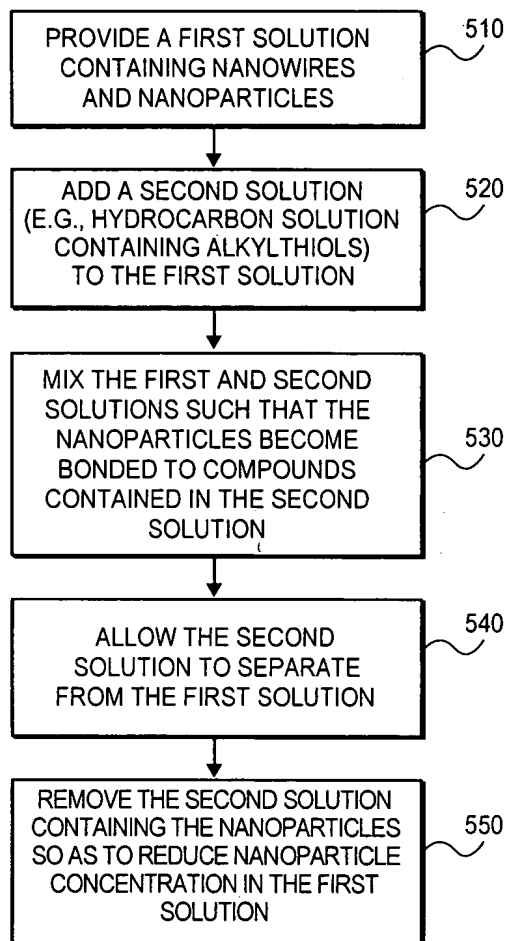 PROVIDE A FIRST SOLUTION
CONTAINING NANOWIRES
AND NANOPARTICLES
510
ADD A SECOND SOLUTION
(E.G., HYDROCARBON SOLUTION
CONTAINING ALKYLTHIOLS)
TO THE FIRST SOLUTION
520
MIX THE FIRST AND SECOND
SOLUTIONS SUCH THAT THE
NANOPARTICLES BECOME
BONDED TO COMPOUNDS
CONTAINED IN THE SECOND
SOLUTION
530
ALLOW THE SECOND
SOLUTION TO SEPARATE
FROM THE FIRST SOLUTION
540
REMOVE THE SECOND SOLUTION
CONTAINING THE NANOPARTICLES
SO AS TO REDUCE NANOPARTICLE
CONCENTRATION IN THE FIRST
SOLUTION
550